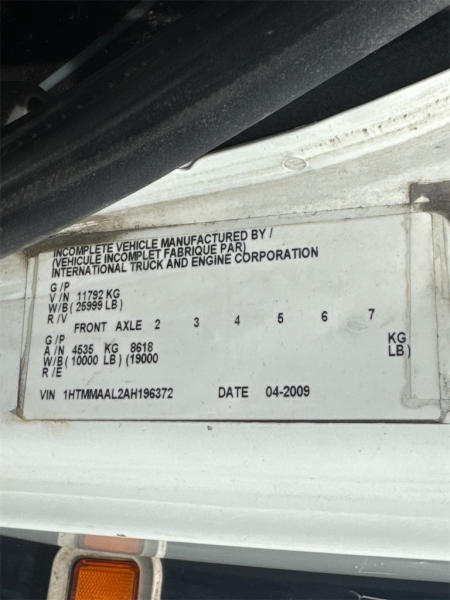 INCOMPLETE VEHICLE MANUFACTURED BY /
(VEHICULE INCOMPLET FABRIQUE PAR)
INTERNATIONAL TRUCK AND ENGINE CORPORATION
G /P
V /N 11792 KG
W/B ( 25999 LB )
R /V
FRONT AXLE 2 3 4 5 6 7
G /P
A /N 4535 KG 8618 KG
W/B ( 10000 LB ) (19000 LB )
R /E
VIN 1HTMMAAL2AH196372 DATE 04-2009